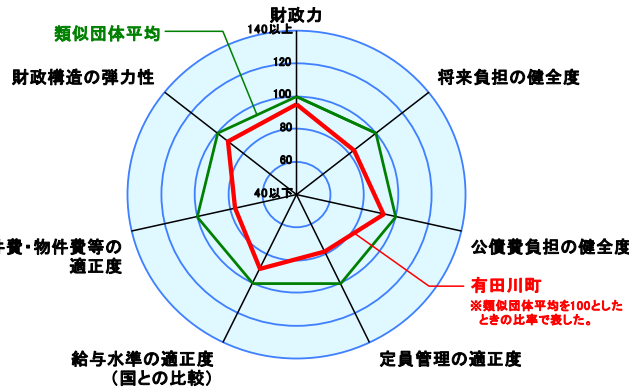 財政力
140以上
類似団体平均
120
財政構造の弾力性
将来負担の健全度
100
80
60
40以下
件費・物件費等の
適正度
公債費負担の健全度
有田川町
※類似団体平均を100とした
ときの比率で表した。
給与水準の適正度
(国との比較)
定員管理の適正度